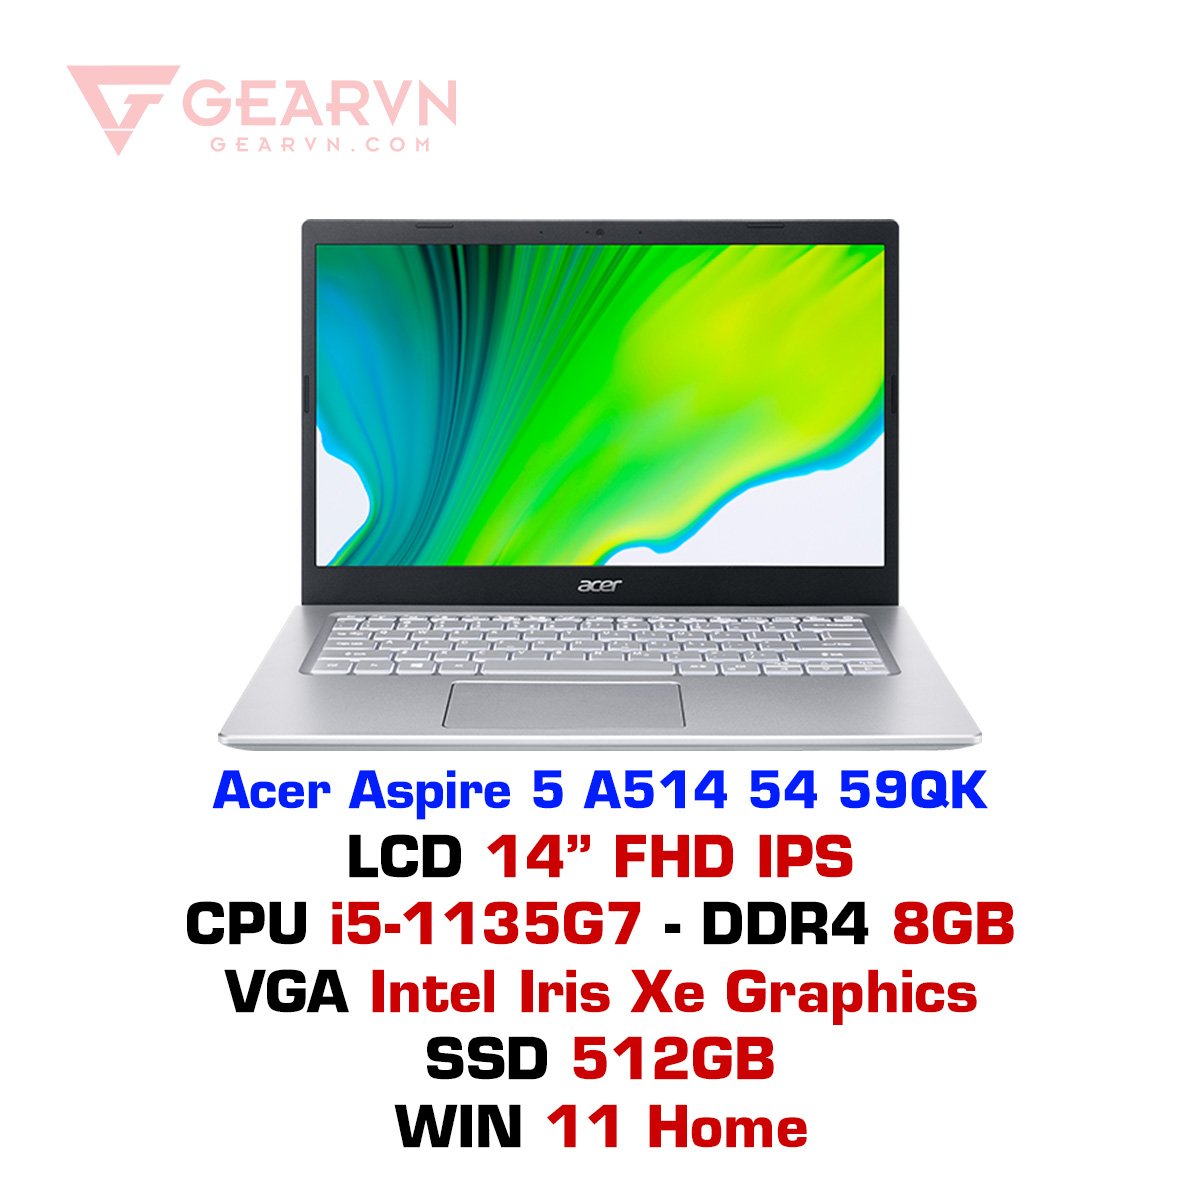 GEARVN
GEARVN.COM
acer
Acer Aspire 5 A514 54 59QK
LCD 14” FHD IPS
CPU i5-1135G7 - DDR4 8GB
VGA Intel Iris Xe Graphics
SSD 512GB
WIN 11 Home